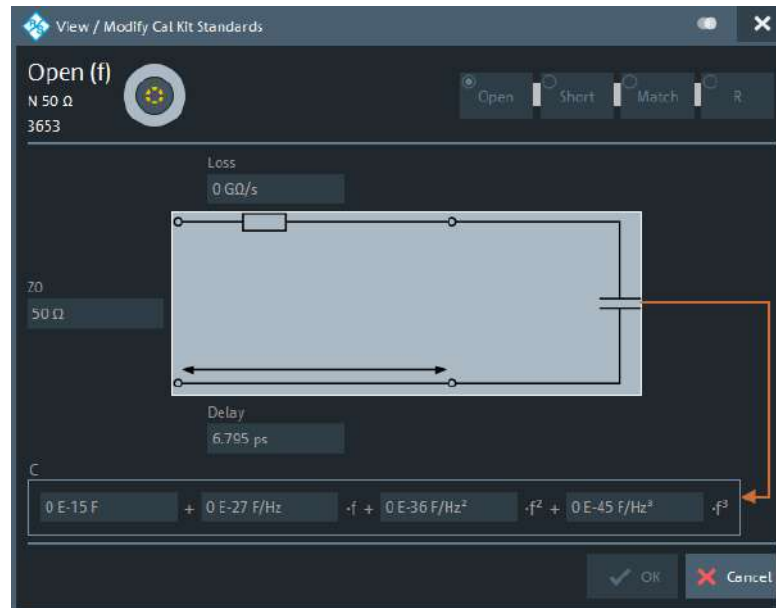 View / Modify Cal Kit Standards
Open (f)
N 50 Ω
3653
Open Short Match R
Loss
0 GΩ/s
Z0
50 Ω
Delay
6.795 ps
C
0 E-15 F + 0 E-27 F/Hz ·f + 0 E-36 F/Hz² ·f² + 0 E-45 F/Hz³ ·f³
OK Cancel